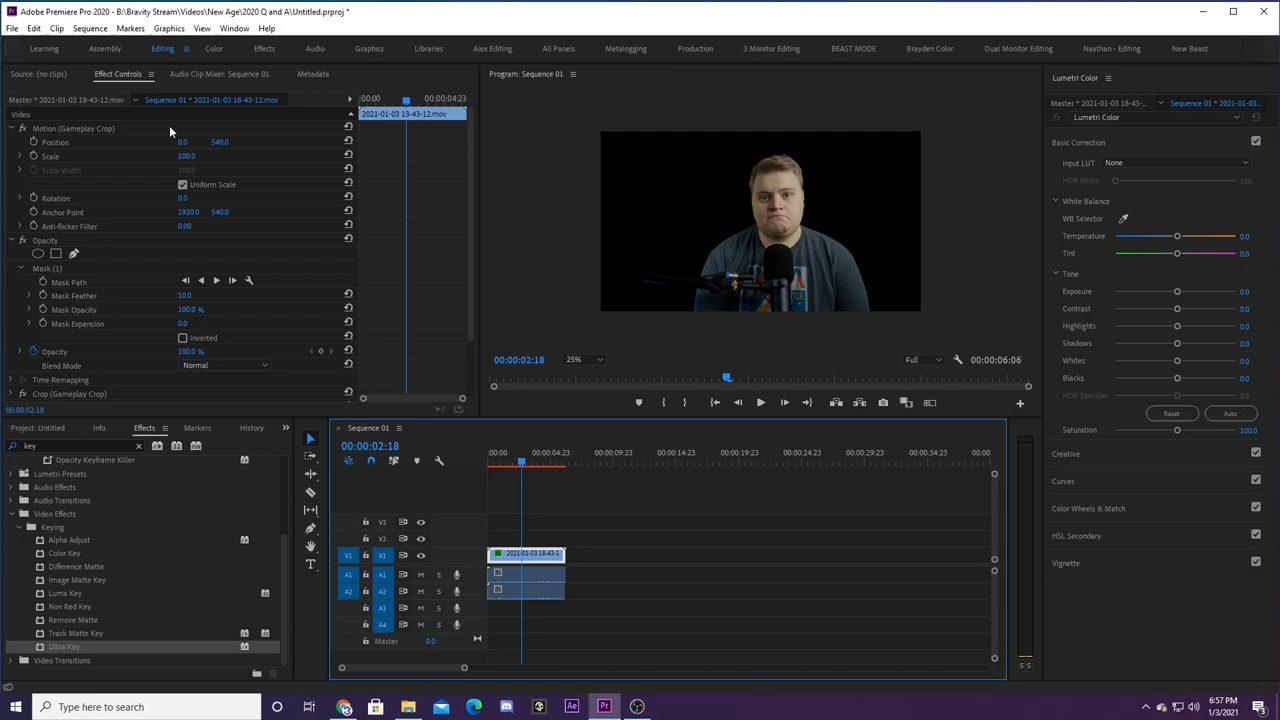 Adobe Premiere Pro 2020 - B:\Bravity Stream\Videos\New Age\2020 Q and A\Untitled.prproj *
File Edit Clip Sequence Markers Graphics View Window Help
Learning Assembly Editing Color Effects Audio Graphics Libraries Alex Editing All Panels Metalogging Production 3 Monitor Editing BEAST MODE Brayden Color Dual Monitor Editing Naythan - Editing New Beast
Source: (no clips) Effect Controls Audio Clip Mixer: Sequence 01 Metadata
Master * 2021-01-03 18-43-12.mov Sequence 01 * 2021-01-03 18-43-12.mov
:00:00 00:00:04:23
Video
2021-01-03 18-43-12.mov
fx Motion (Gameplay Crop)
Position 0.0 540.0
Scale 100.0
Scale Width 100.0
Uniform Scale
Rotation 0.0
Anchor Point 1920.0 540.0
Anti-flicker Filter 0.00
fx Opacity
Mask (1)
Mask Path
Mask Feather 10.0
Mask Opacity 100.0 %
Mask Expansion 0.0
Inverted
Opacity 100.0 %
Blend Mode Normal
Time Remapping
fx Crop (Gameplay Crop)
00:00:02:18
Program: Sequence 01
00:00:02:18 25% Full 00:00:06:06
Lumetri Color
Master * 2021-01-03 18-43-... Sequence 01 * 2021-01-03...
fx Lumetri Color
Basic Correction
Input LUT None
HDR White 100
White Balance
WB Selector
Temperature 0.0
Tint 0.0
Tone
Exposure 0.0
Contrast 0.0
Highlights 0.0
Shadows 0.0
Whites 0.0
Blacks 0.0
HDR Specular 0.0
Reset Auto
Saturation 100.0
Creative
Curves
Color Wheels & Match
HSL Secondary
Vignette
Project: Untitled Effects Markers History
key
Opacity Keyframe Killer
Lumetri Presets
Audio Effects
Audio Transitions
Video Effects
Keying
Alpha Adjust
Color Key
Difference Matte
Image Matte Key
Luma Key
Non Red Key
Remove Matte
Track Matte Key
Ultra Key
Video Transitions
Sequence 01
00:00:02:18
:00:00 00:00:04:23 00:00:09:23 00:00:14:23 00:00:19:23 00:00:24:23 00:00:29:23 00:00:34:23 00:00
V3
V2
V1 V1 2021-01-03 18-43-1
A1 A1 M S
A2 A2 M S
A3 M S
A4 M S
Master 0.0
S S
Type here to search
Ae Pr
6:57 PM
1/3/2021